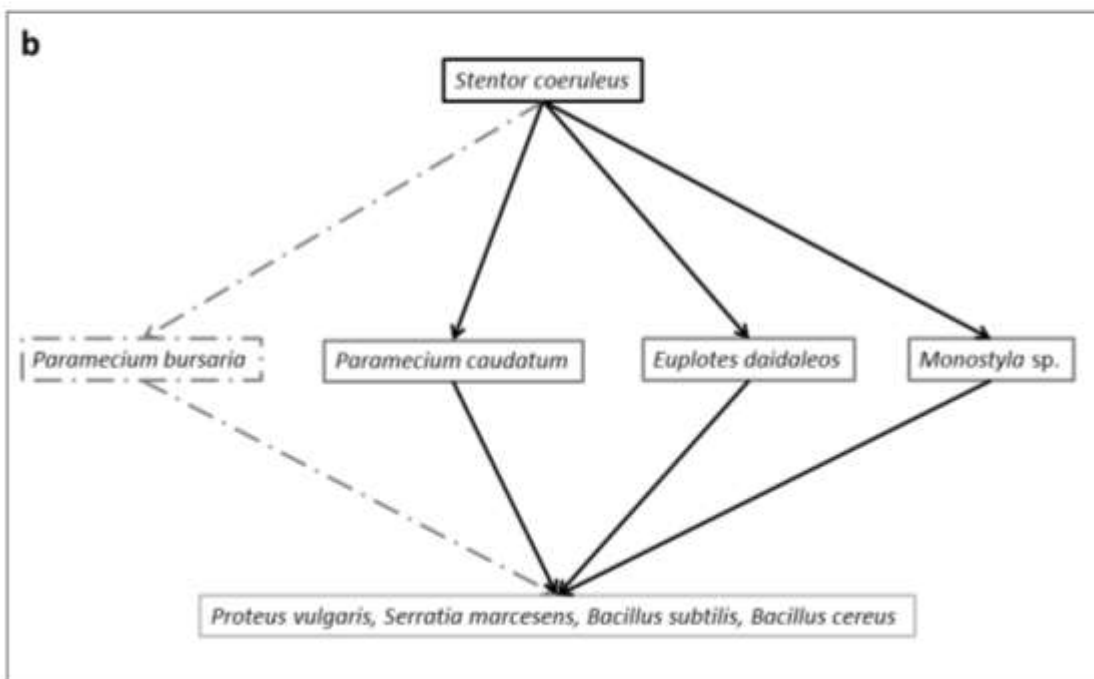 b
Stentor coeruleus
Paramecium bursaria
Paramecium caudatum
Euplotes daidaleos
Monostyla sp.
Proteus vulgaris, Serratia marcesens, Bacillus subtilis, Bacillus cereus